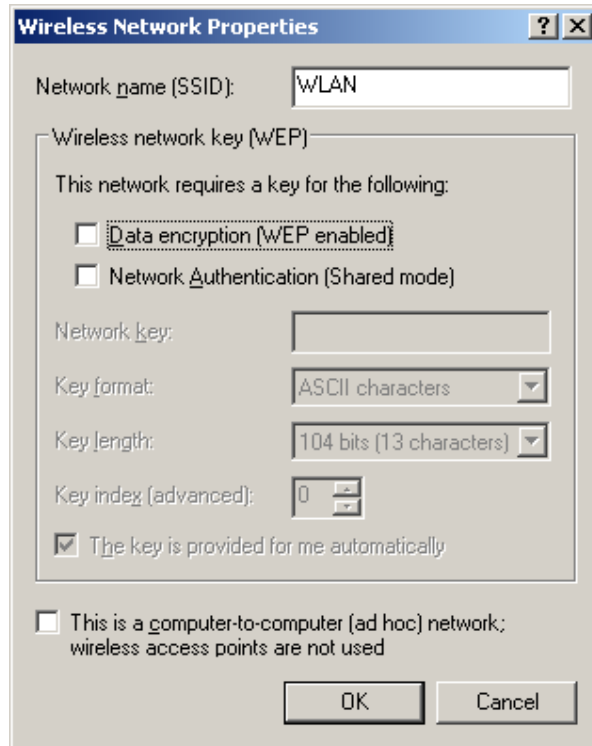 Wireless Network Properties
Network name (SSID): WLAN
Wireless network key (WEP)
This network requires a key for the following:
Data encryption (WEP enabled)
Network Authentication (Shared mode)
Network key:
Key format: ASCII characters
Key length: 104 bits (13 characters)
Key index (advanced): 0
The key is provided for me automatically
This is a computer-to-computer (ad hoc) network;
wireless access points are not used
OK Cancel